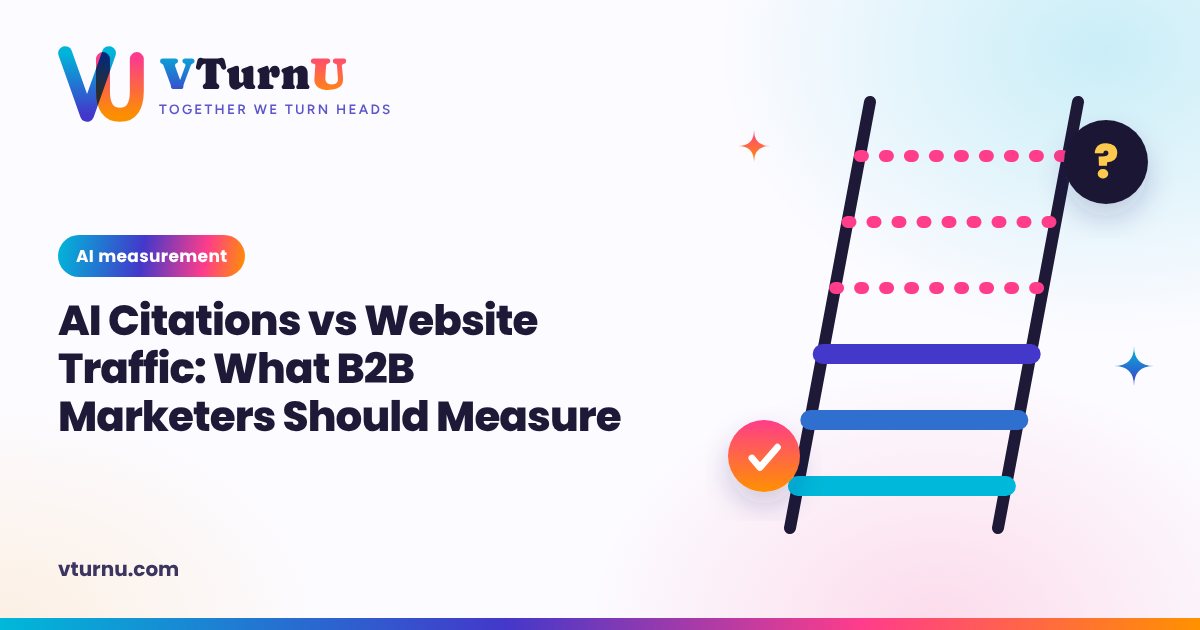 VU
VTurnU
TOGETHER WE TURN HEADS
AI measurement
AI Citations vs Website
Traffic: What B2B
Marketers Should Measure
?
vturnu.com